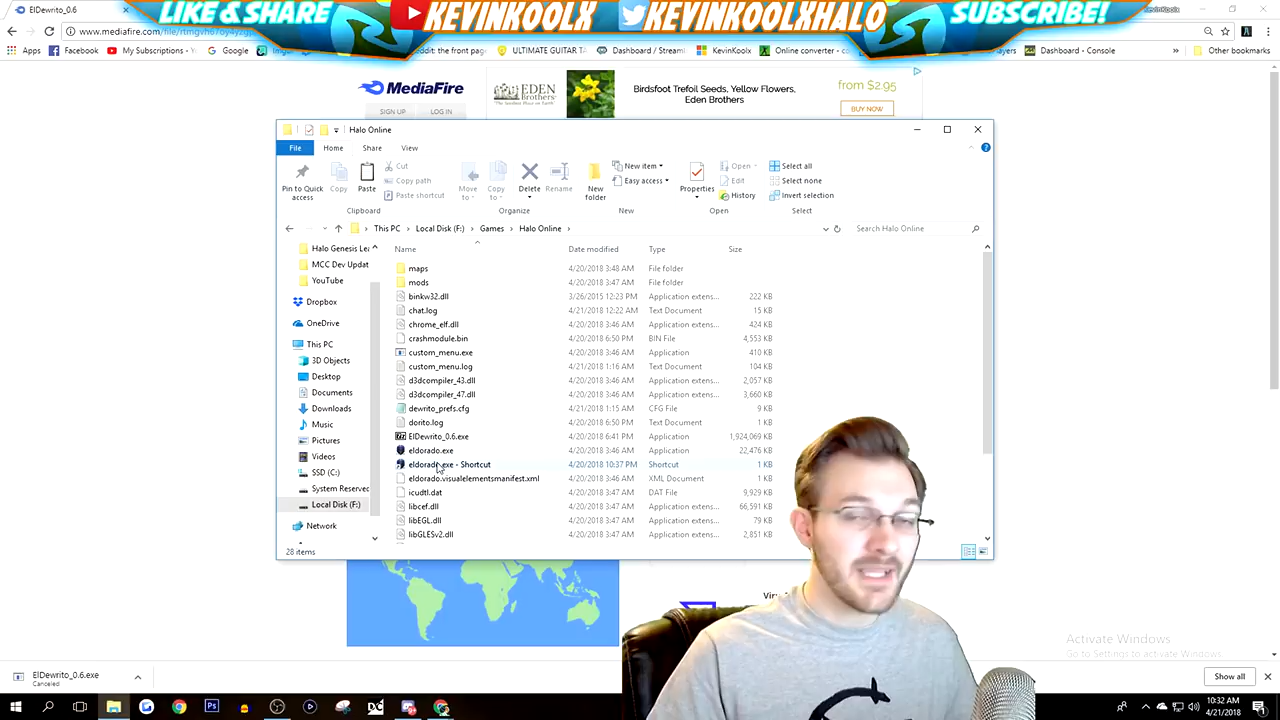 LIKE & SHARE
KEVINKOOLX
KEVINKOOLXHALO
SUBSCRIBE!
ElDewrito_0.6
www.mediafire.com/file/
Apps
Facebook
My Subscriptions - Y
Google
reddit: the front page
ULTIMATE GUITAR TA
Dashboard / Stream
KevinKoolx
Online converter - c
Players
Dashboard - Console
»
Other bookmarks
MediaFire
SIGN UP
LOG IN
EDEN
BROTHERS
Birdsfoot Trefoil Seeds, Yellow Flowers,
Eden Brothers
from $2.95
BUY NOW
Halo Online
File
Home
Share
View
Pin to Quick
access
Copy
Paste
Cut
Copy path
Paste shortcut
Move
to
Copy
to
Delete
Rename
New
folder
New item
Easy access
Properties
Open
Edit
History
Select all
Select none
Invert selection
Clipboard
Organize
New
Open
Select
This PC > Local Disk (F:) > Games > Halo Online >
Search Halo Online
Halo Genesis Lea
MCC Dev Updat
YouTube
Dropbox
OneDrive
This PC
3D Objects
Desktop
Documents
Downloads
Music
Pictures
Videos
SSD (C:)
System Reserved
Local Disk (F:)
Network
Name Date modified Type Size
maps 4/20/2018 3:48 AM File folder
mods 4/20/2018 3:47 AM File folder
binkw32.dll 3/26/2015 12:23 PM Application extens... 222 KB
chat.log 4/21/2018 12:22 AM Text Document 15 KB
chrome_elf.dll 4/20/2018 3:46 AM Application extens... 424 KB
crashmodule.bin 4/20/2018 6:50 PM BIN File 4,553 KB
custom_menu.exe 4/20/2018 3:46 AM Application 410 KB
custom_menu.log 4/21/2018 1:16 AM Text Document 104 KB
d3dcompiler_43.dll 4/20/2018 3:46 AM Application extens... 2,057 KB
d3dcompiler_47.dll 4/20/2018 3:46 AM Application extens... 3,660 KB
dewrito_prefs.cfg 4/21/2018 1:15 AM CFG File 9 KB
dorito.log 4/20/2018 6:50 PM Text Document 1 KB
ElDewrito_0.6.exe 4/20/2018 6:41 PM Application 1,924,069 KB
eldorado.exe 4/20/2018 3:46 AM Application 22,476 KB
eldorado.exe - Shortcut 4/20/2018 10:37 PM Shortcut 1 KB
eldorado.visualelementsmanifest.xml 4/20/2018 3:46 AM XML Document 1 KB
icudtl.dat 4/20/2018 3:47 AM DAT File 9,929 KB
libcef.dll 4/20/2018 3:47 AM Application extens... 66,591 KB
libEGL.dll 4/20/2018 3:47 AM Application extens... 79 KB
libGLESv2.dll 4/20/2018 3:47 AM Application extens... 2,851 KB
28 items
Activate Windows
Go to Settings to activate Windows.
ElDewrito_0.6.exe
Canceled
Show all
10:32 AM
4/21/2018